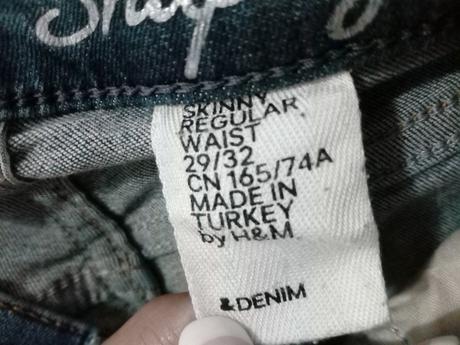 SKINNY
REGULAR
WAIST
29/32
CN 165/74A
MADE IN
TURKEY
by H&M
&DENIM